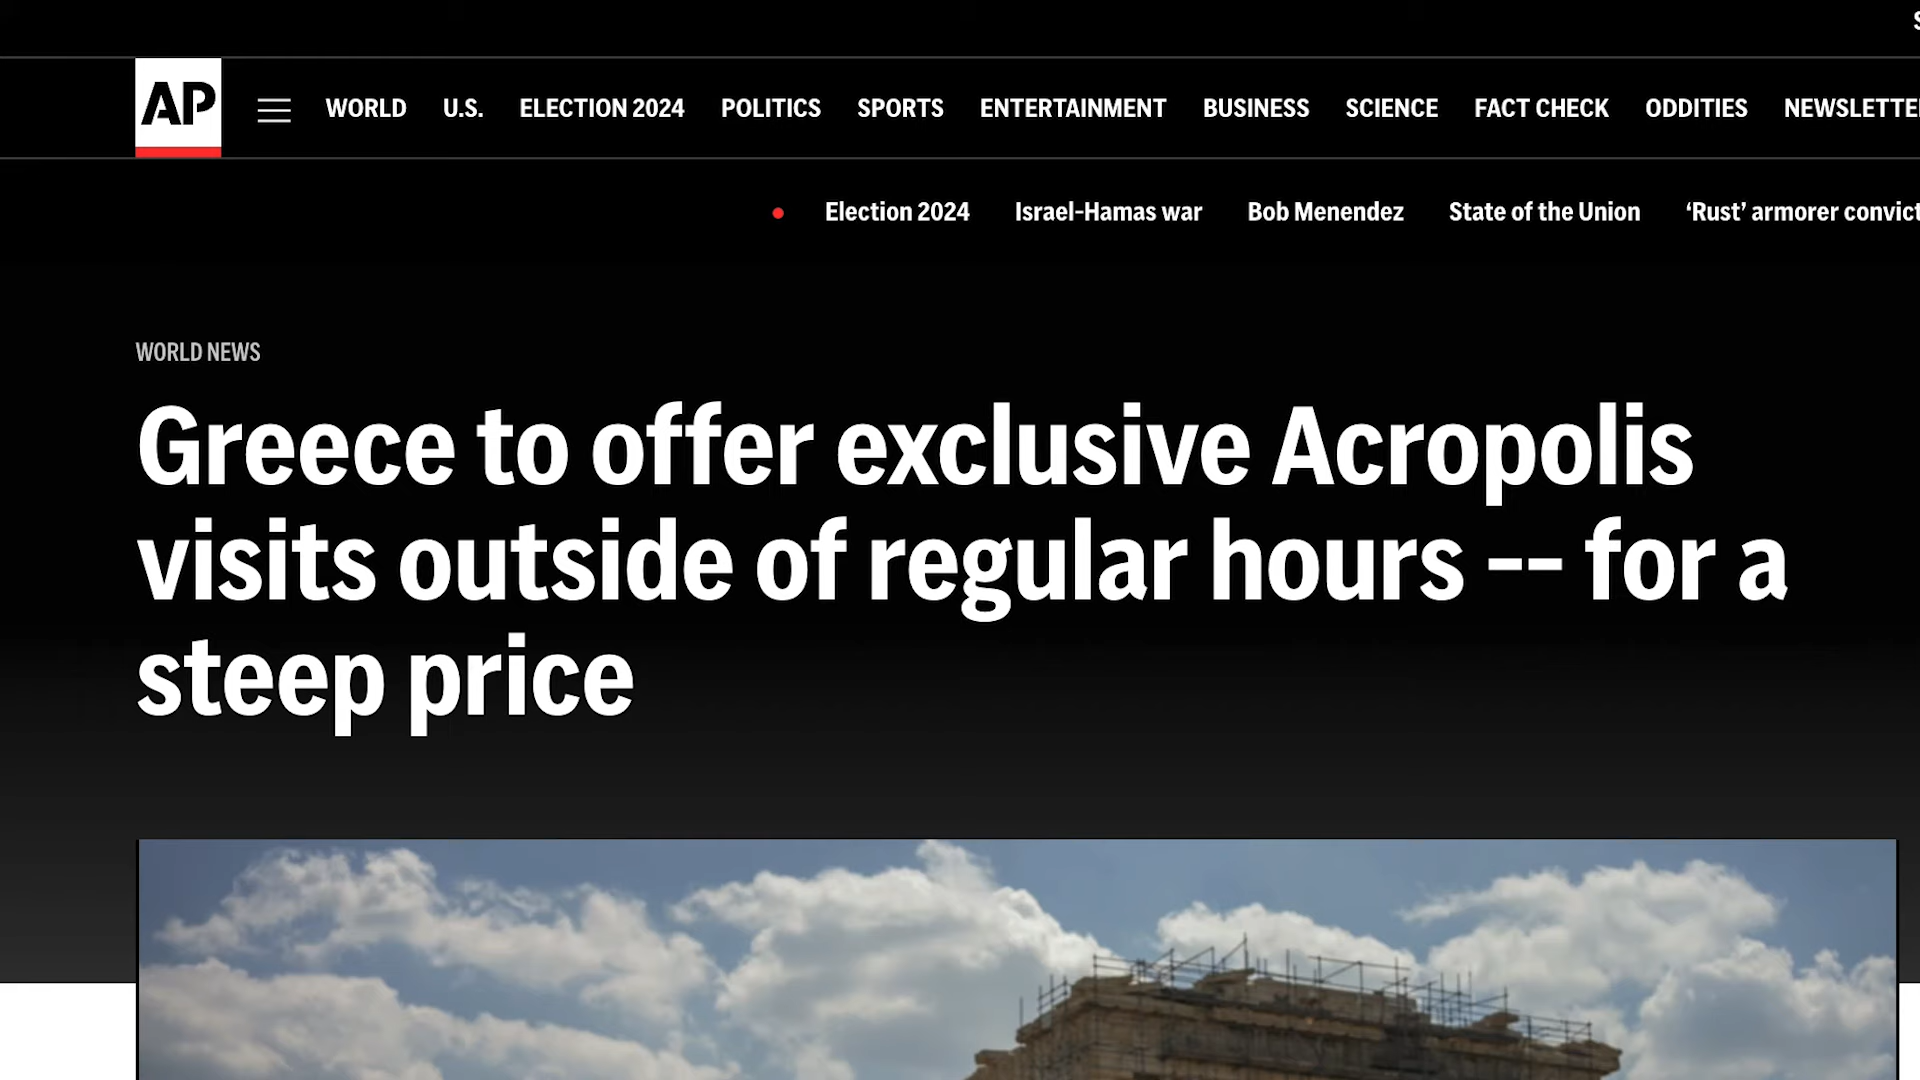 AP
WORLD U.S. ELECTION 2024 POLITICS SPORTS ENTERTAINMENT BUSINESS SCIENCE FACT CHECK ODDITIES
Election 2024 Israel-Hamas war Bob Menendez State of the Union ‘Rust’ armorer
WORLD NEWS
Greece to offer exclusive Acropolis
visits outside of regular hours -- for a
steep price